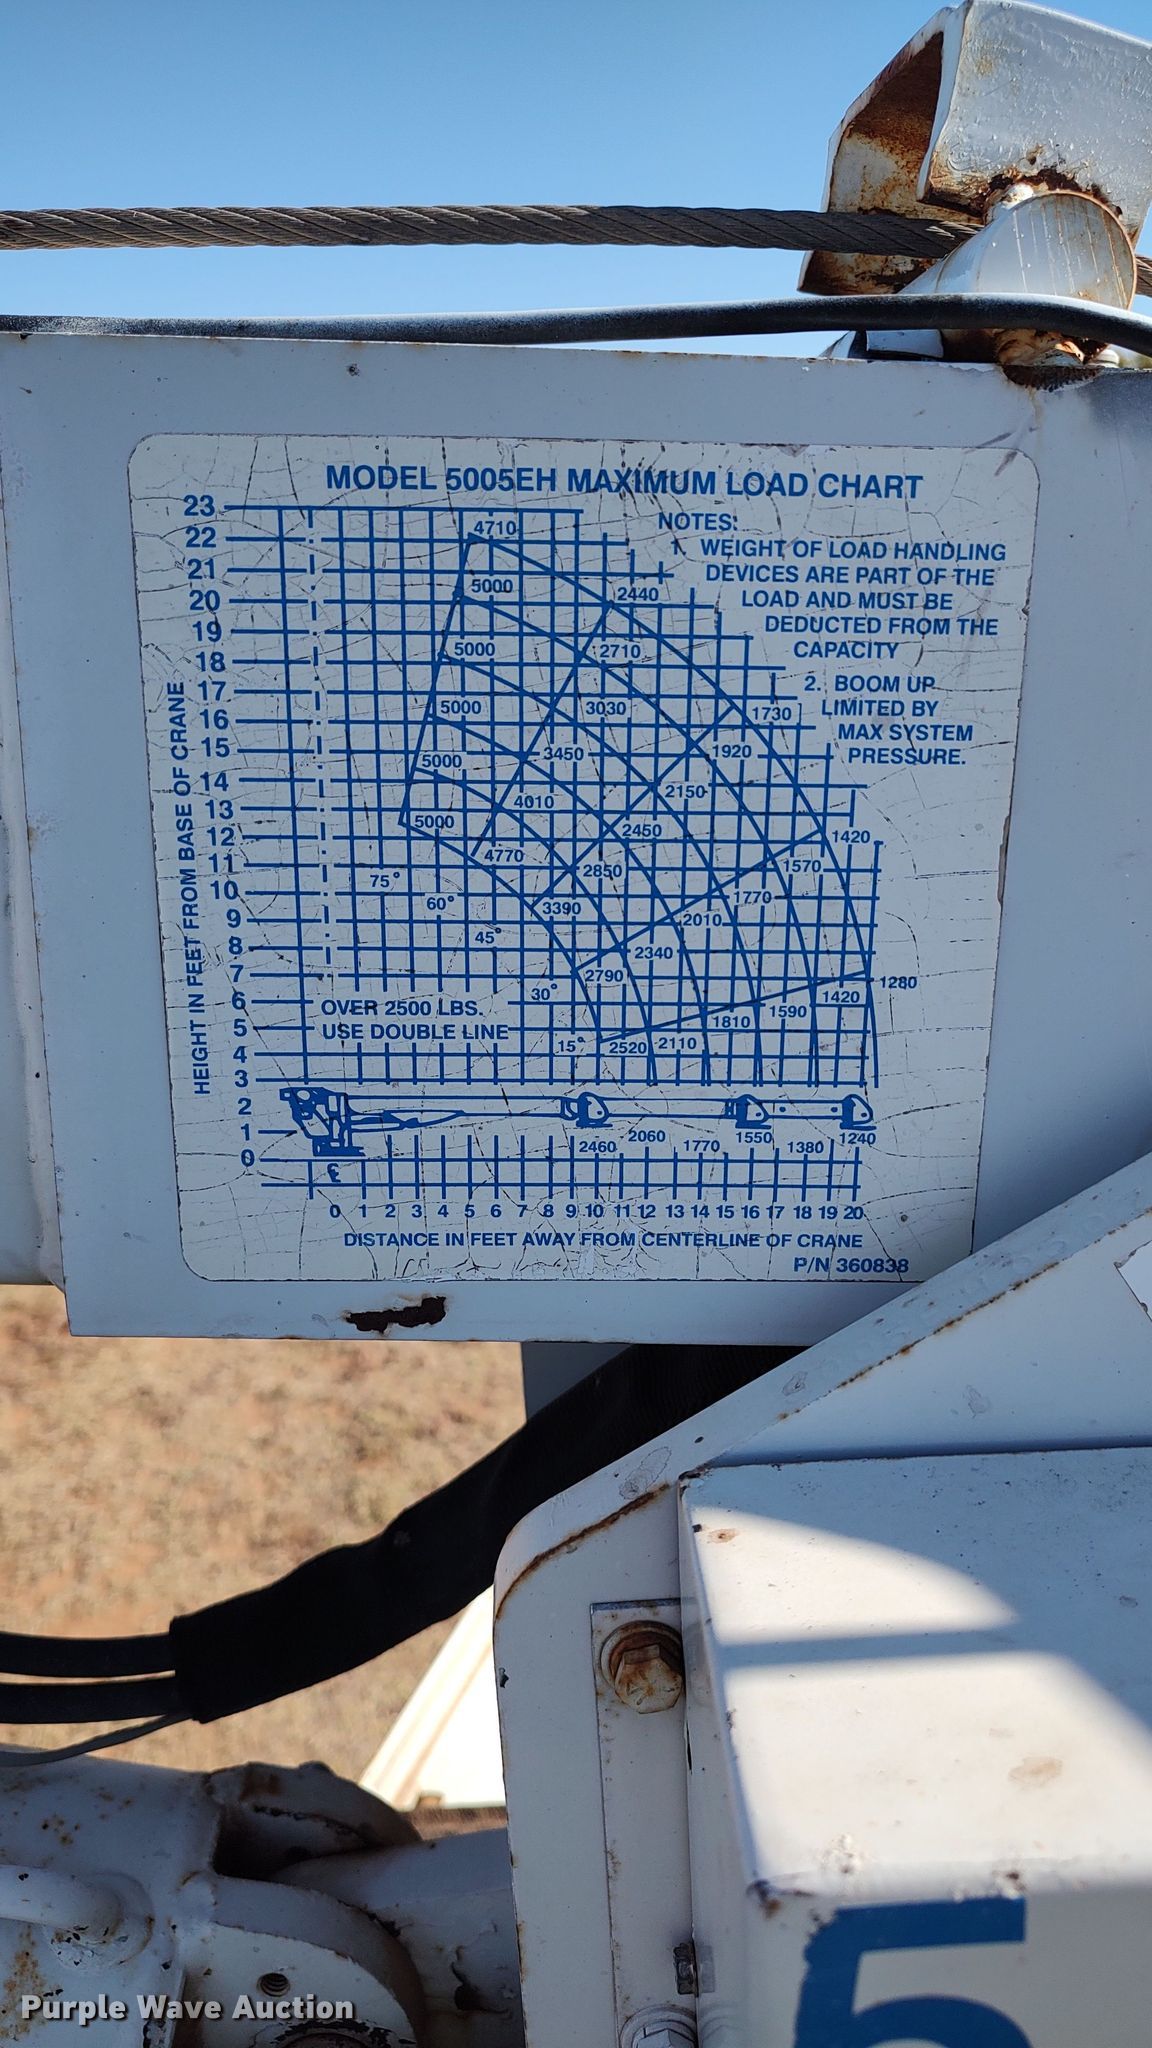 MODEL 5005EH MAXIMUM LOAD CHART
NOTES:
1. WEIGHT OF LOAD HANDLING
DEVICES ARE PART OF THE
LOAD AND MUST BE
DEDUCTED FROM THE
CAPACITY
2. BOOM UP
LIMITED BY
MAX SYSTEM
PRESSURE.
HEIGHT IN FEET FROM BASE OF CRANE
23
22
21
20
19
18
17
16
15
14
13
12
11
10
9
8
7
6
5
4
3
2
1
0
4710
5000 2440
5000 2710
5000 3030 1730
5000 3450 1920
5000 4010 2150
4770 2450 1420
75° 2850 1570
60° 3390 2010 1770
45° 2340
30° 2790 1420 1280
15° 2520 2110 1810 1590
OVER 2500 LBS.
USE DOUBLE LINE
2460 2060 1770 1550 1380 1240
℄
0 1 2 3 4 5 6 7 8 9 10 11 12 13 14 15 16 17 18 19 20
DISTANCE IN FEET AWAY FROM CENTERLINE OF CRANE
P/N 360838
5
Purple Wave Auction